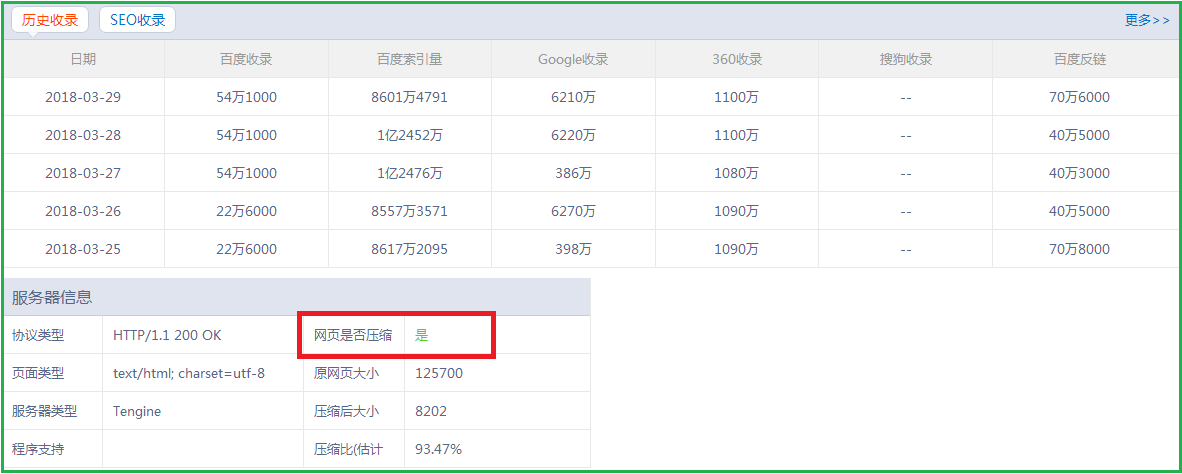 历史收录 SEO收录 更多>>
日期 百度收录 百度索引量 Google收录 360收录 搜狗收录 百度反链
2018-03-29 54万1000 8601万4791 6210万 1100万 -- 70万6000
2018-03-28 54万1000 1亿2452万 6220万 1100万 -- 40万5000
2018-03-27 54万1000 1亿2476万 386万 1080万 -- 40万3000
2018-03-26 22万6000 8557万3571 6270万 1090万 -- 40万5000
2018-03-25 22万6000 8617万2095 398万 1090万 -- 70万8000
服务器信息
协议类型 HTTP/1.1 200 OK 网页是否压缩 是
页面类型 text/html; charset=utf-8 原网页大小 125700
服务器类型 Tengine 压缩后大小 8202
程序支持 压缩比(估计 93.47%